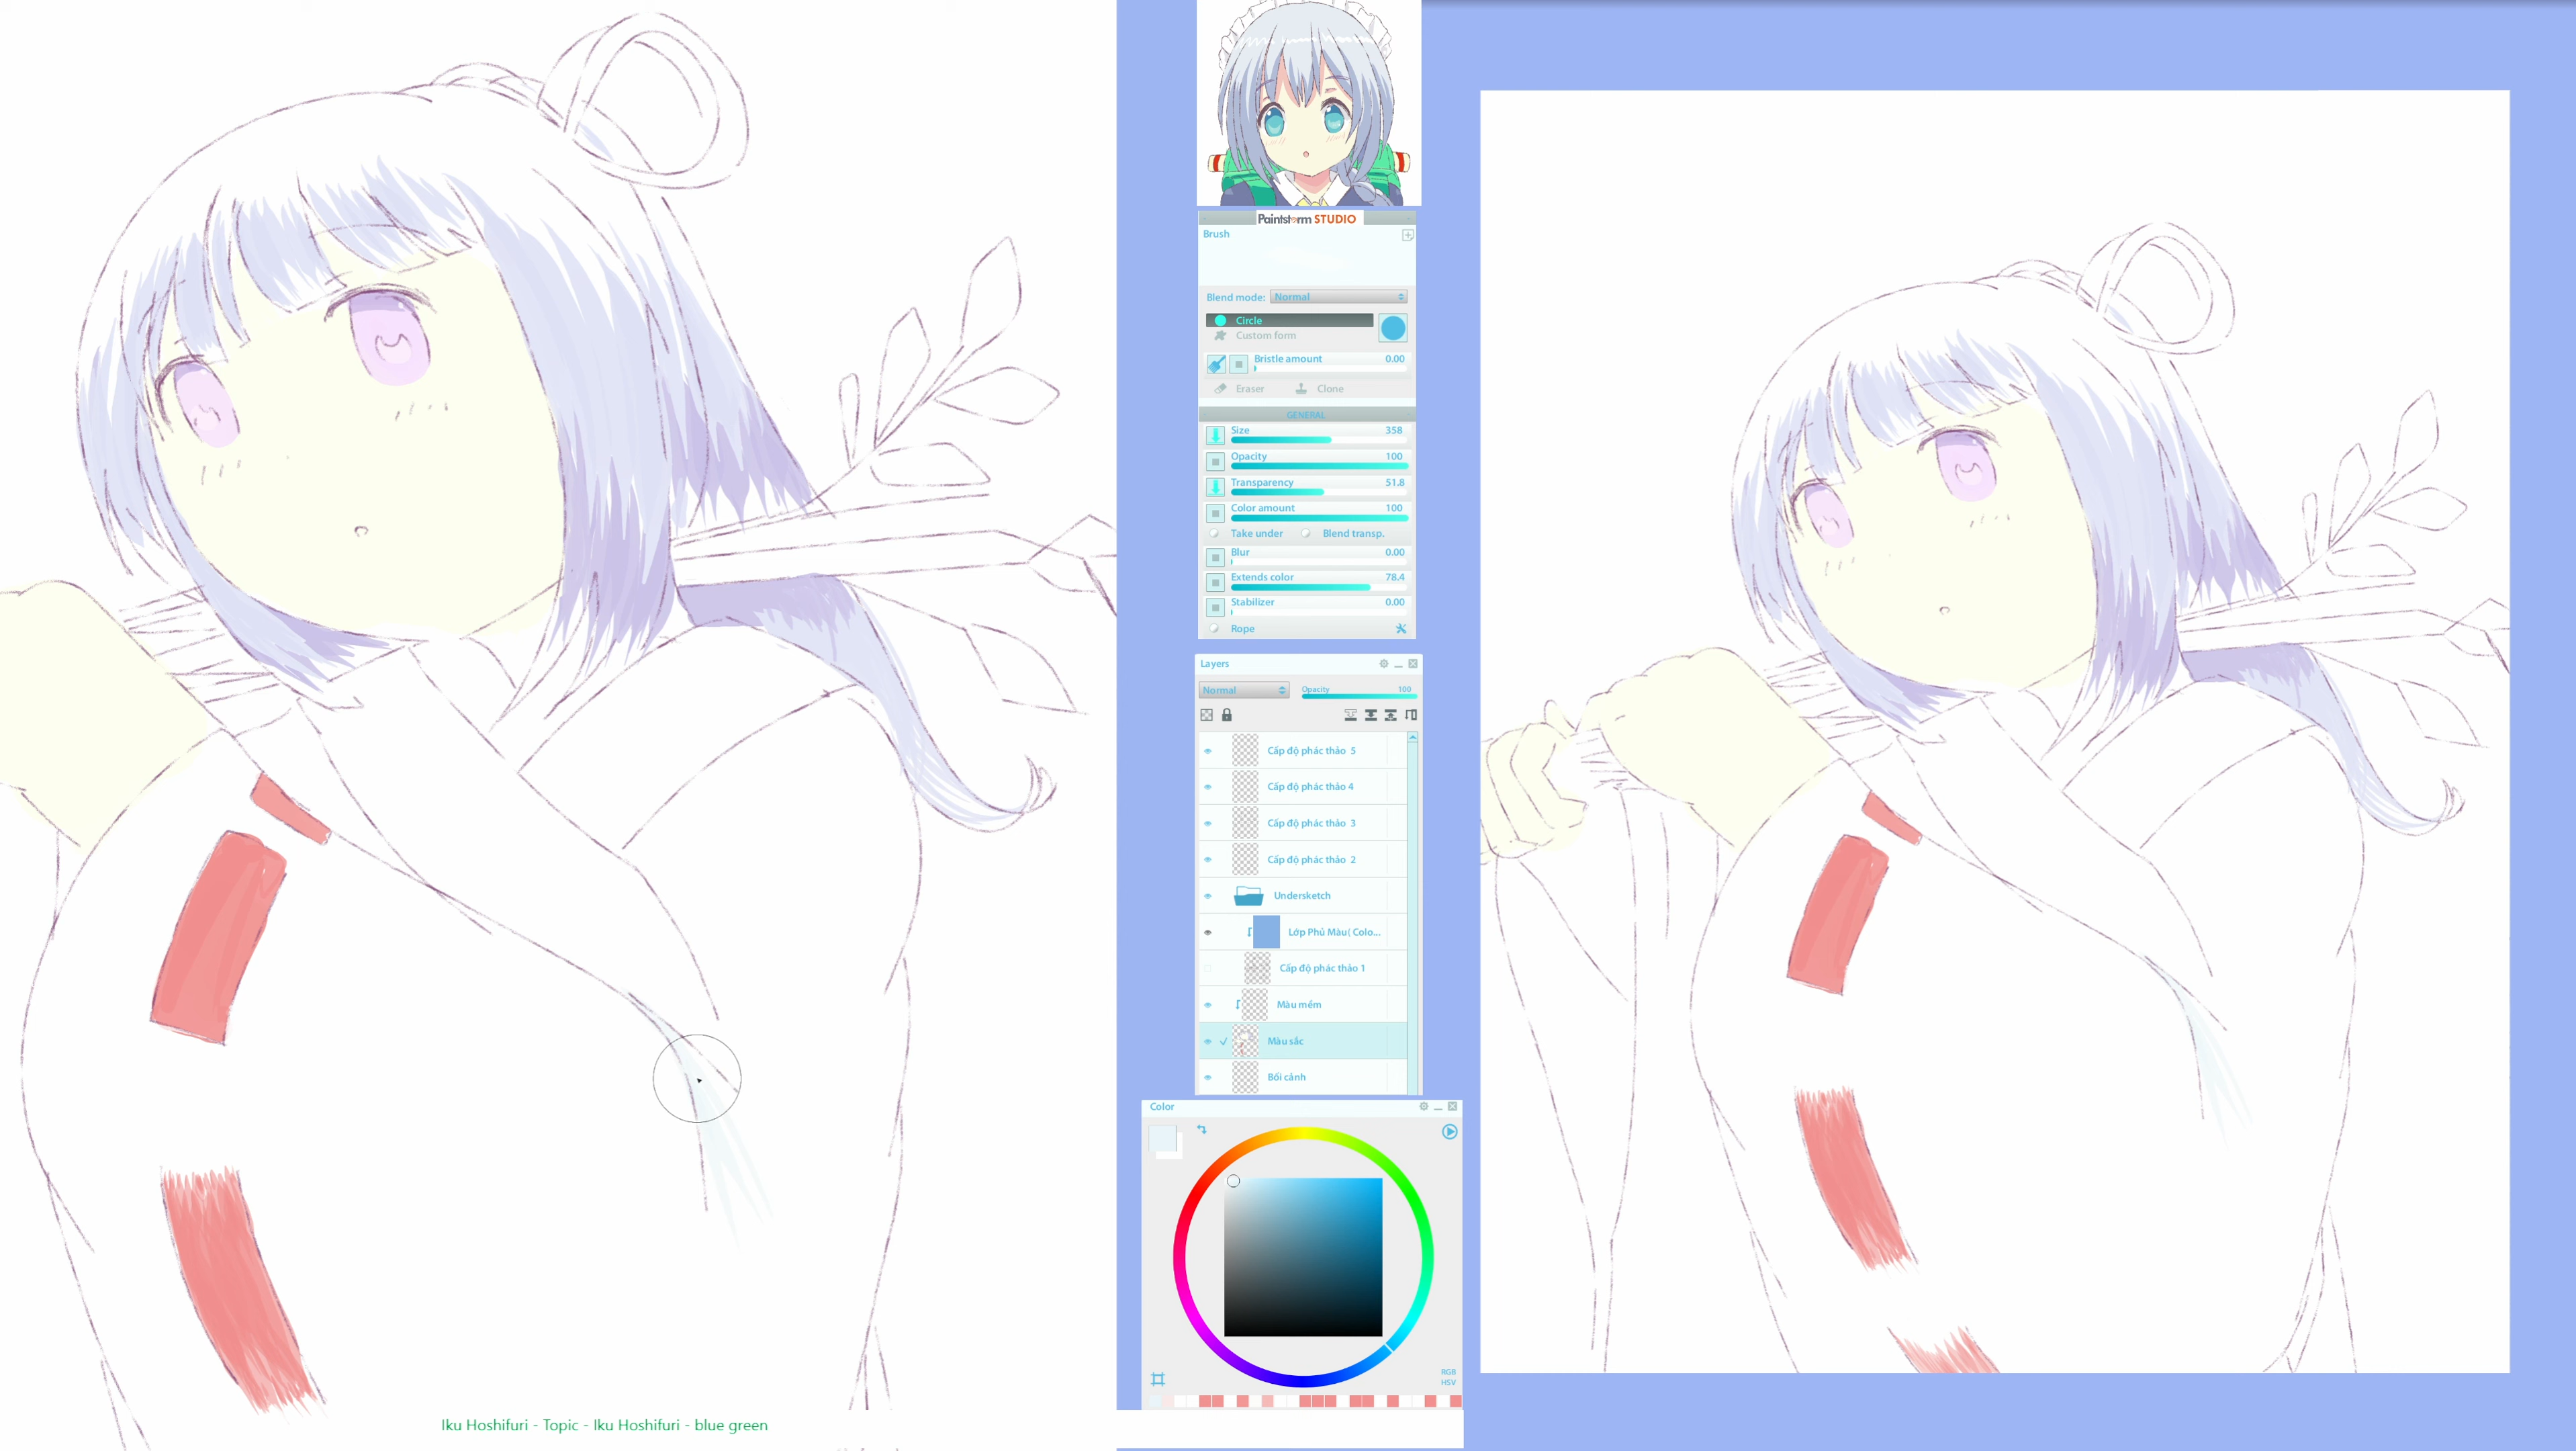 Paintstorm STUDIO
Brush
Blend mode: Normal
Circle
Custom form
Bristle amount 0.00
Eraser Clone
GENERAL
Size 358
Opacity 100
Transparency 51.8
Color amount 100
Take under Blend transp.
Blur 0.00
Extends color 78.4
Stabilizer 0.00
Rope
Layers
Normal Opacity 100
Cấp độ phác thảo 5
Cấp độ phác thảo 4
Cấp độ phác thảo 3
Cấp độ phác thảo 2
Undersketch
Lớp Phủ Màu( Colo...
Cấp độ phác thảo 1
Màu mềm
Màu sắc
Bối cảnh
Color
RGB
HSV
Iku Hoshifuri - Topic - Iku Hoshifuri - blue green